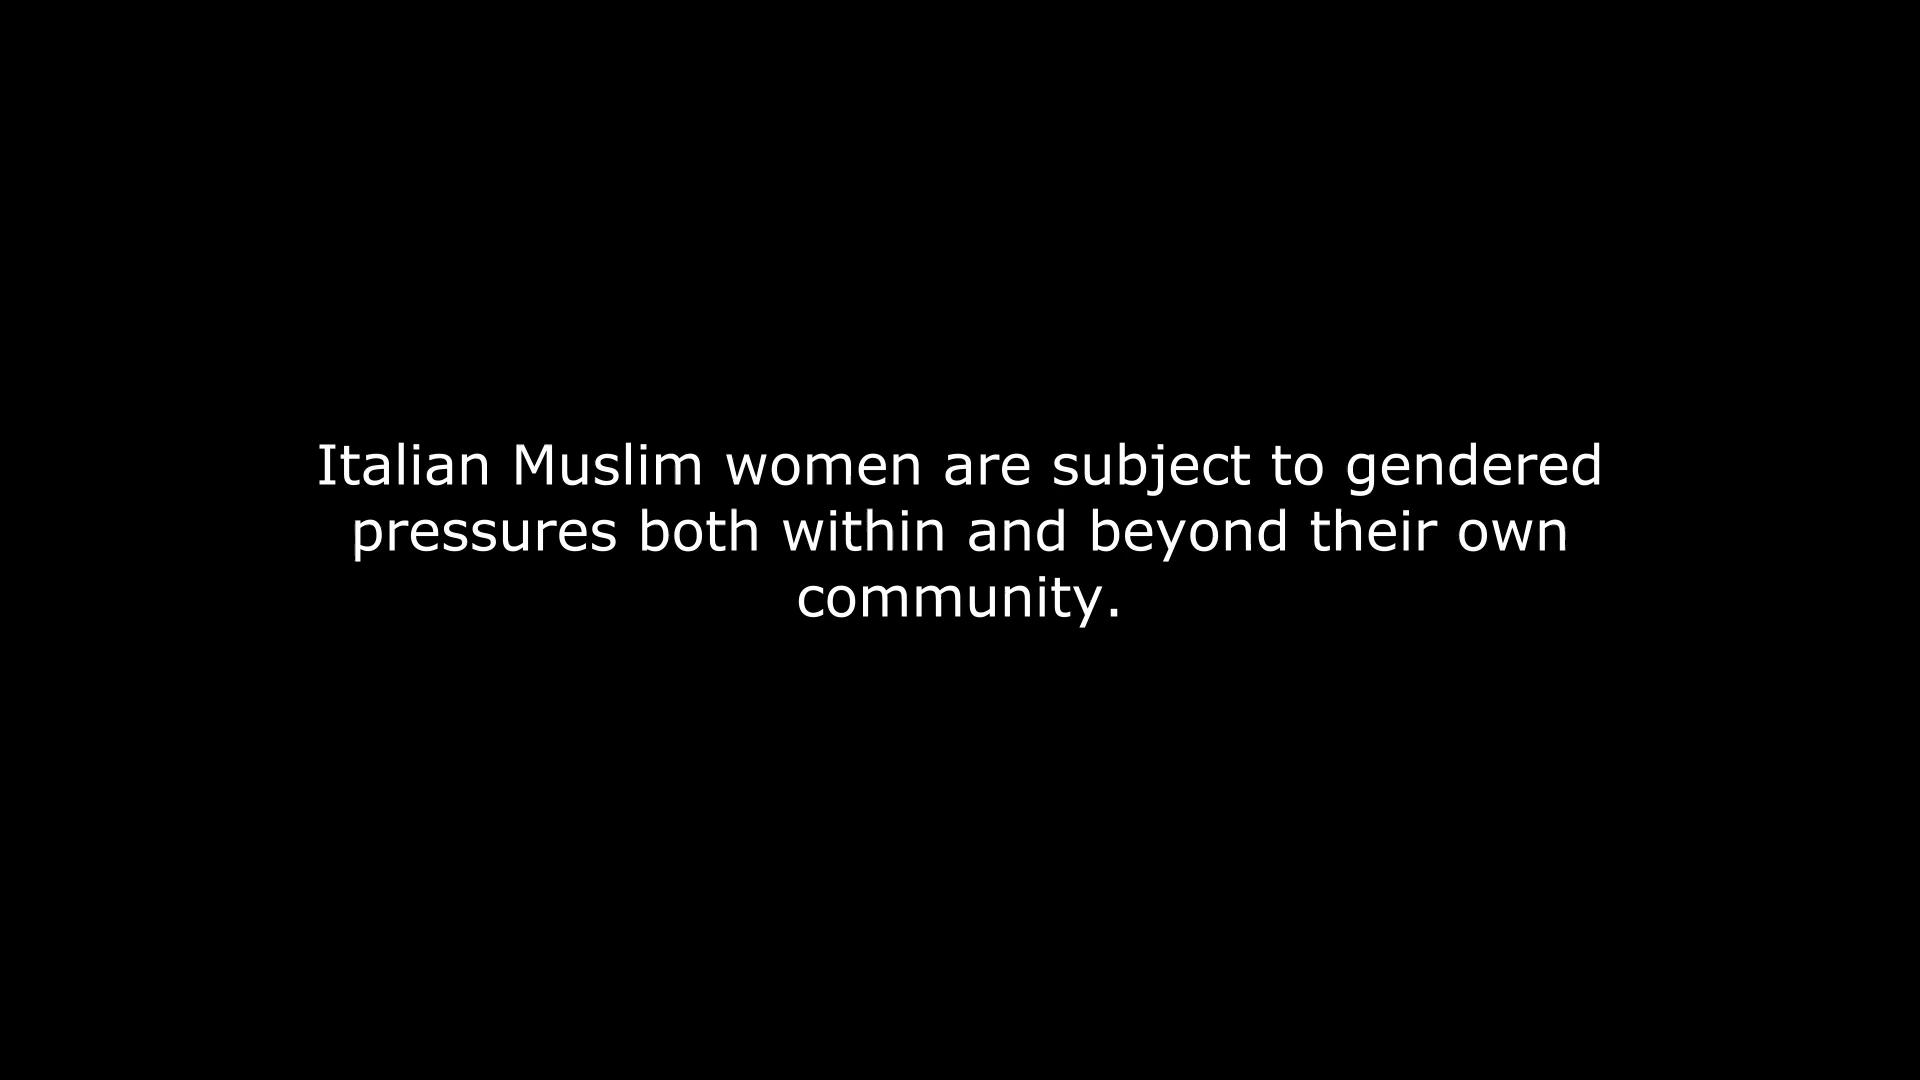 Italian Muslim women are subject to gendered
pressures both within and beyond their own
community.